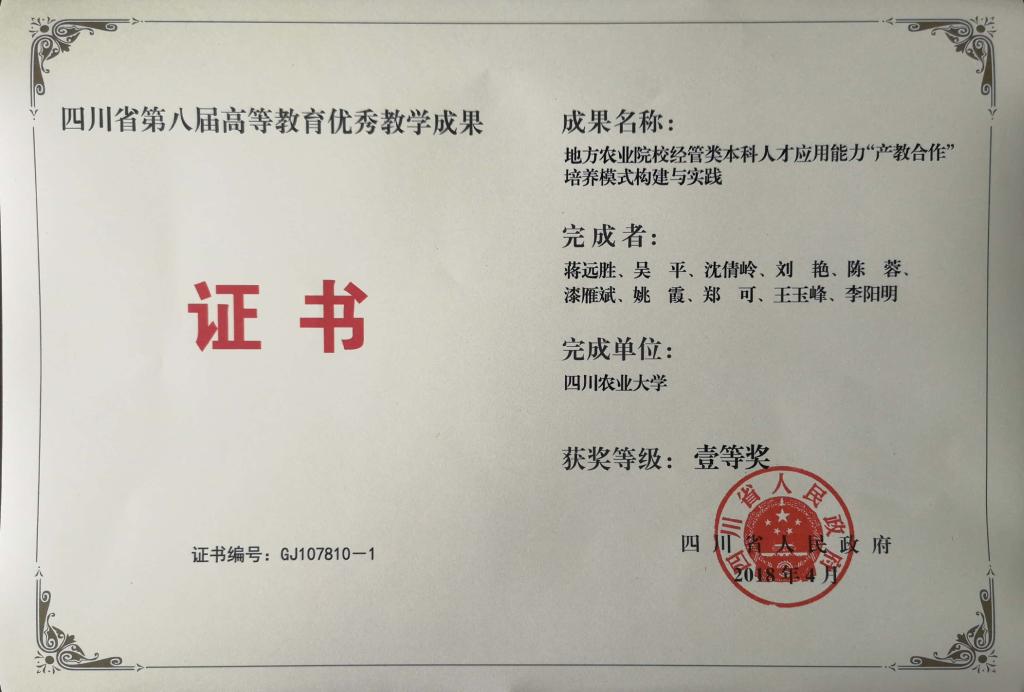 四川省第八届高等教育优秀教学成果
证书
证书编号：GJ107810-1
成果名称：
地方农业院校经管类本科人才应用能力“产教合作”
培养模式构建与实践
完成者：
蒋远胜、吴　平、沈倩岭、刘　艳、陈　蓉、
漆雁斌、姚　霞、郑　可、王玉峰、李阳明
完成单位：
四川农业大学
获奖等级：壹等奖
四川省人民政府
四川省人民政府
2018年4月